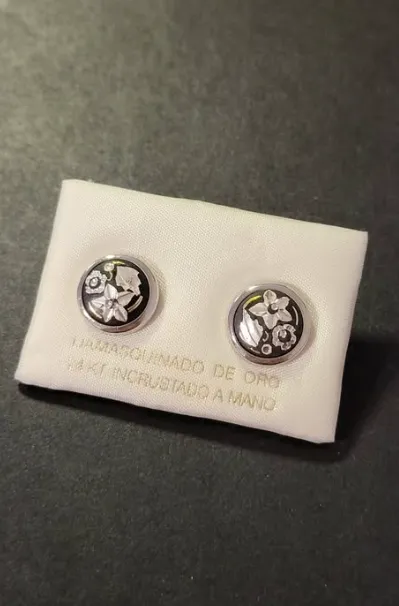 DAMASQUINADO DE ORO
24 KT INCRUSTADO A MANO